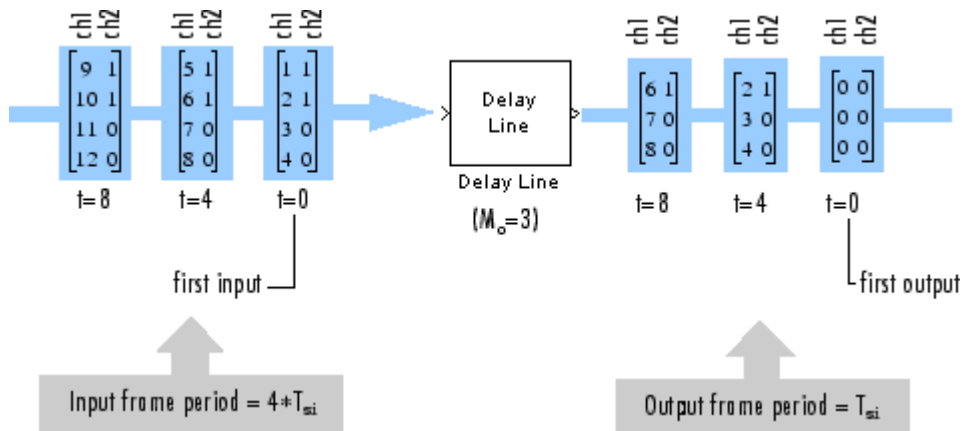 ch1 ch2 ch1 ch2 ch1 ch2 ch1 ch2 ch1 ch2 ch1 ch2
9 1 5 1 1 1 6 1 2 1 0 0
10 1 6 1 2 1 7 0 3 0 0 0
11 0 7 0 3 0 8 0 4 0 0 0
12 0 8 0 4 0
Delay
Line
Delay Line
(Mo=3)
t=8 t=4 t=0 t=8 t=4 t=0
first input first output
Input frame period = 4*Tsi Output frame period = Tsi